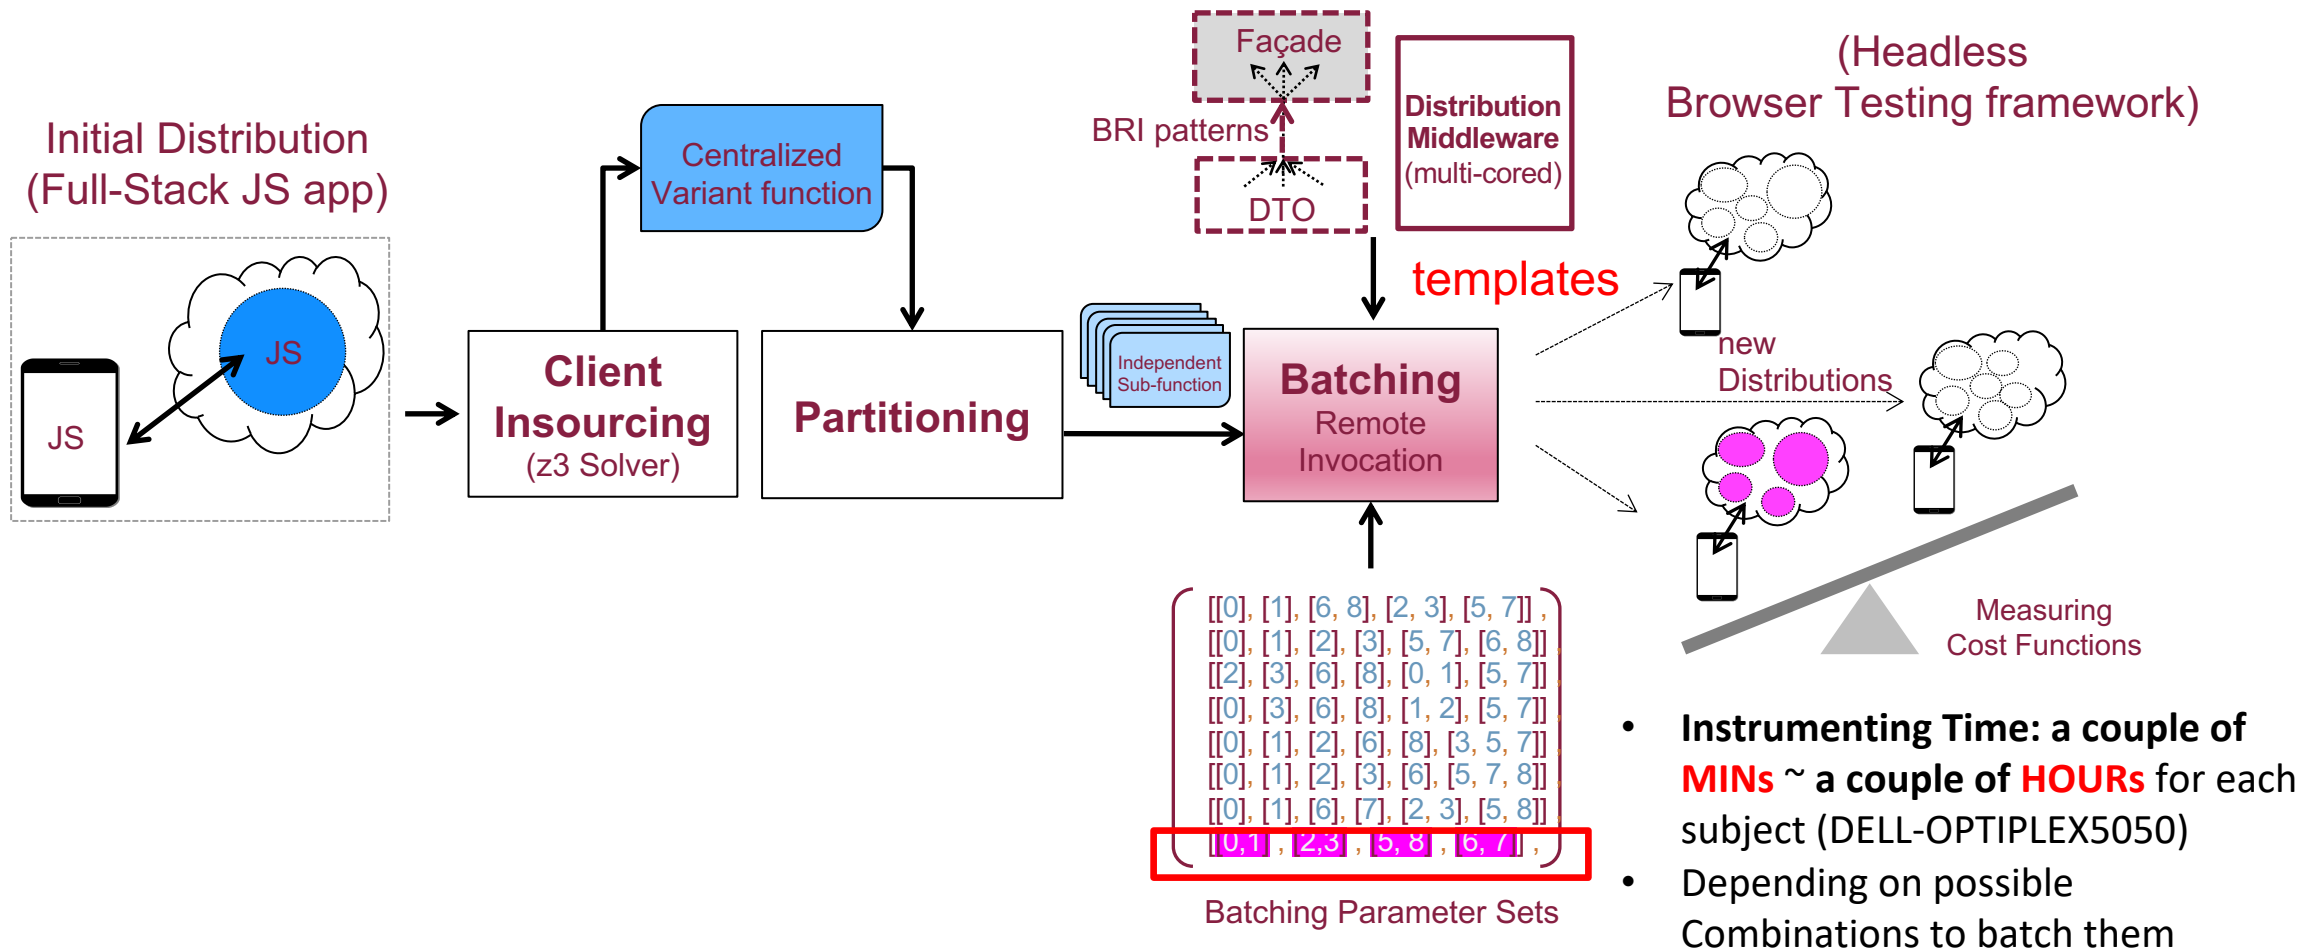 Initial Distribution
(Full-Stack JS app)
JS
JS
Centralized
Variant function
Client
Insourcing
(z3 Solver)
Partitioning
Independent
Sub-function
Façade
BRI patterns
DTO
Distribution
Middleware
(multi-cored)
templates
Batching
Remote
Invocation
(Headless
Browser Testing framework)
new
Distributions
Measuring
Cost Functions
[[0], [1], [6, 8], [2, 3], [5, 7]] ,
[[0], [1], [2], [3], [5, 7], [6, 8]] ,
[[2], [3], [6], [8], [0, 1], [5, 7]] ,
[[0], [3], [6], [8], [1, 2], [5, 7]] ,
[[0], [1], [2], [6], [8], [3, 5, 7]] ,
[[0], [1], [2], [3], [6], [5, 7, 8]] ,
[[0], [1], [6], [7], [2, 3], [5, 8]] ,
[[0,1] , [2,3] , [5, 8] , [6, 7]] ,
Batching Parameter Sets
• Instrumenting Time: a couple of
MINs ~ a couple of HOURs for each
subject (DELL-OPTIPLEX5050)
• Depending on possible
Combinations to batch them